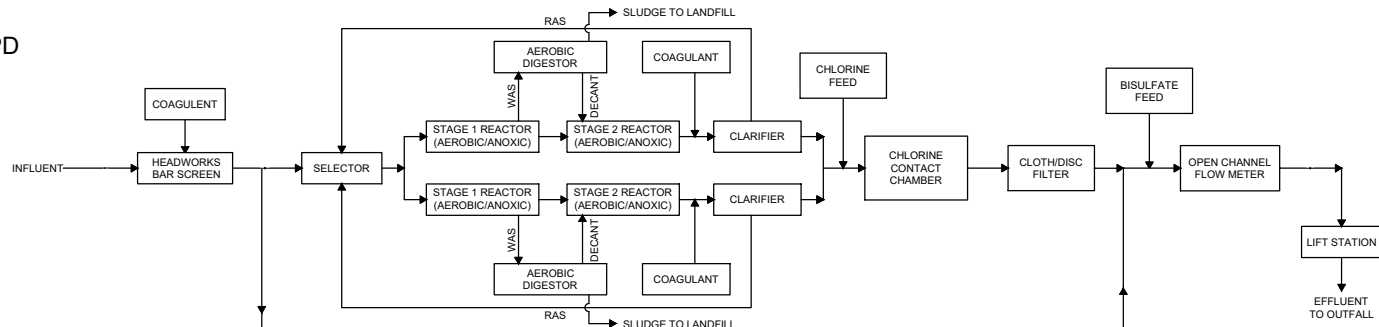 PD
RAS
SLUDGE TO LANDFILL
AEROBIC
DIGESTOR
COAGULANT
CHLORINE
FEED
BISULFATE
FEED
COAGULENT
WAS
DECANT
STAGE 1 REACTOR
(AEROBIC/ANOXIC)
STAGE 2 REACTOR
(AEROBIC/ANOXIC)
CLARIFIER
INFLUENT
HEADWORKS
BAR SCREEN
SELECTOR
CHLORINE
CONTACT
CHAMBER
CLOTH/DISC
FILTER
OPEN CHANNEL
FLOW METER
STAGE 1 REACTOR
(AEROBIC/ANOXIC)
STAGE 2 REACTOR
(AEROBIC/ANOXIC)
CLARIFIER
WAS
DECANT
LIFT STATION
AEROBIC
DIGESTOR
COAGULANT
EFFLUENT
TO OUTFALL
RAS
SLUDGE TO LANDFILL